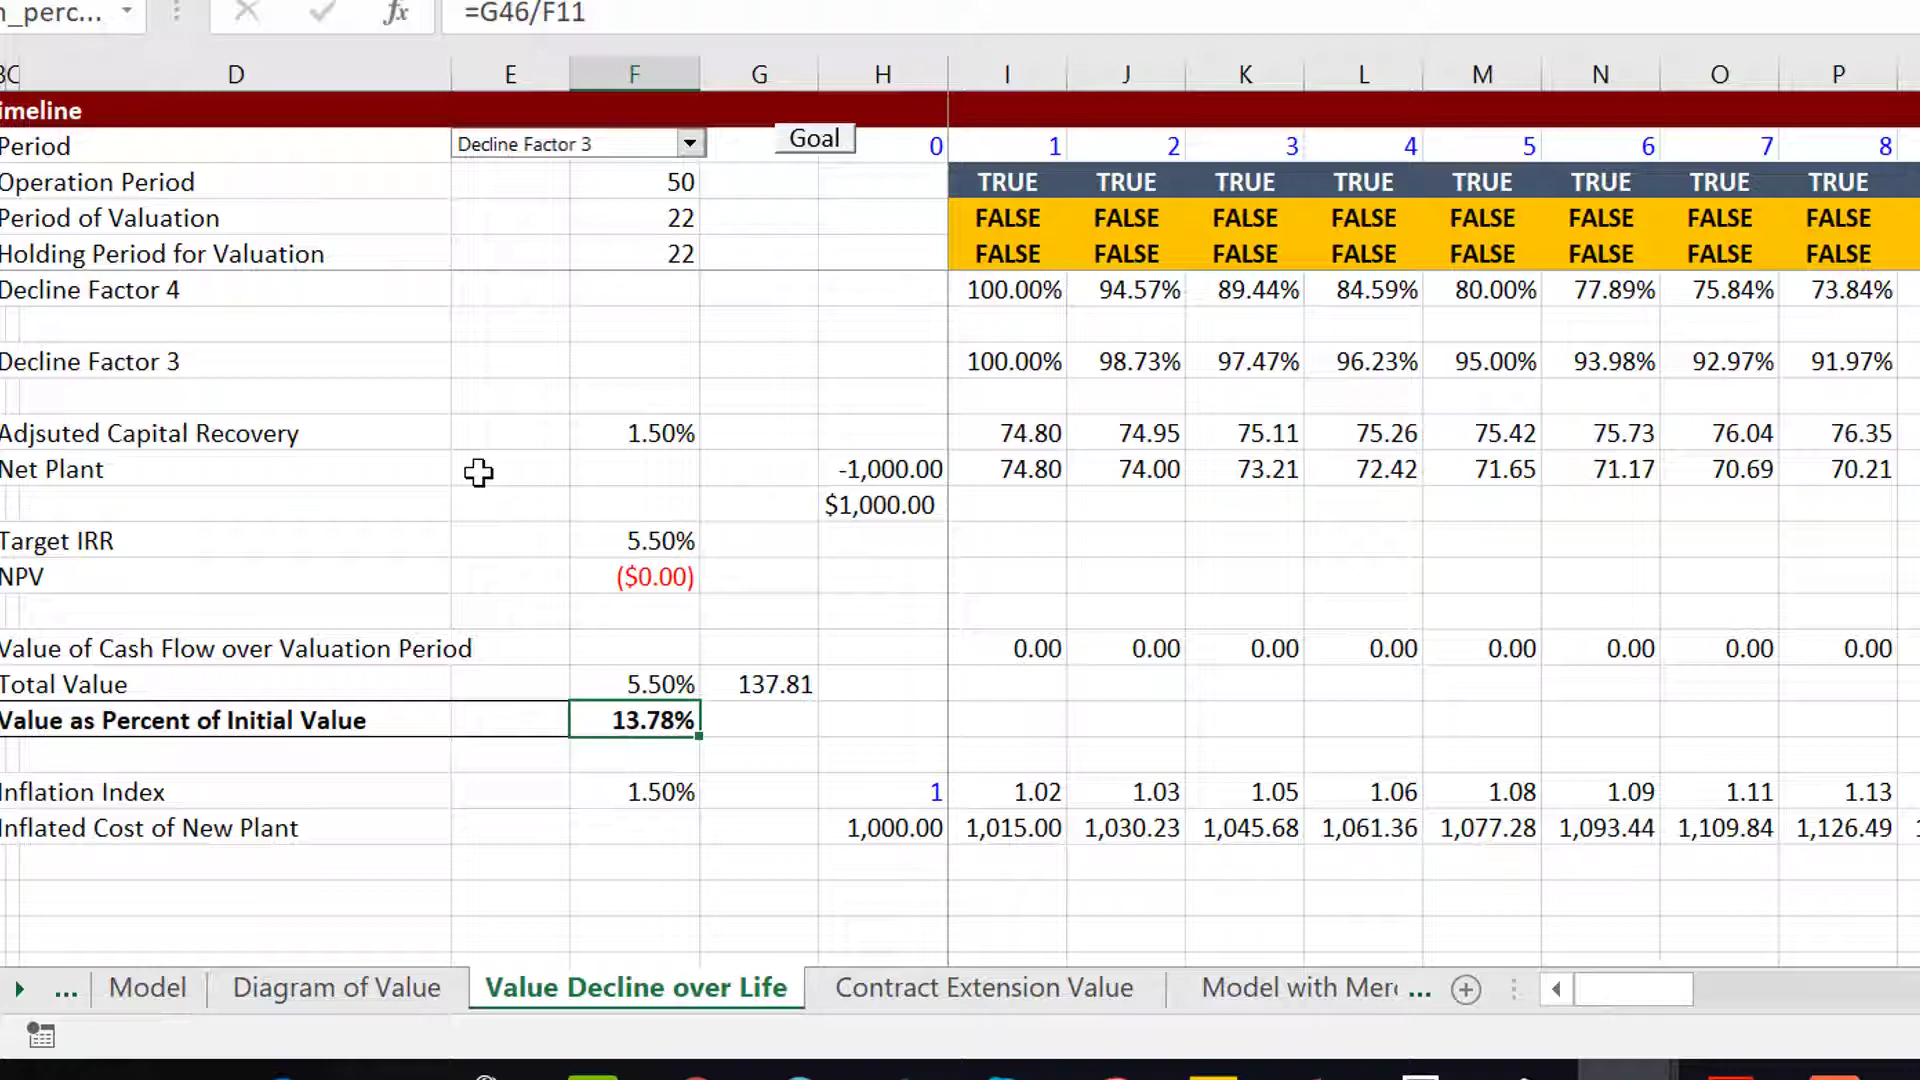 n_perc... fx =G46/F11
D E F G H I J K L M N O P
imeline
Period Decline Factor 3 Goal 0 1 2 3 4 5 6 7 8
Operation Period 50 TRUE TRUE TRUE TRUE TRUE TRUE TRUE TRUE
Period of Valuation 22 FALSE FALSE FALSE FALSE FALSE FALSE FALSE FALSE
Holding Period for Valuation 22 FALSE FALSE FALSE FALSE FALSE FALSE FALSE FALSE
Decline Factor 4 100.00% 94.57% 89.44% 84.59% 80.00% 77.89% 75.84% 73.84%
Decline Factor 3 100.00% 98.73% 97.47% 96.23% 95.00% 93.98% 92.97% 91.97%
Adjsuted Capital Recovery 1.50% 74.80 74.95 75.11 75.26 75.42 75.73 76.04 76.35
Net Plant -1,000.00 74.80 74.00 73.21 72.42 71.65 71.17 70.69 70.21
$1,000.00
Target IRR 5.50%
NPV ($0.00)
Value of Cash Flow over Valuation Period 0.00 0.00 0.00 0.00 0.00 0.00 0.00 0.00
Total Value 5.50% 137.81
Value as Percent of Initial Value 13.78%
Inflation Index 1.50% 1 1.02 1.03 1.05 1.06 1.08 1.09 1.11 1.13
Inflated Cost of New Plant 1,000.00 1,015.00 1,030.23 1,045.68 1,061.36 1,077.28 1,093.44 1,109.84 1,126.49
... Model Diagram of Value Value Decline over Life Contract Extension Value Model with Mer ...